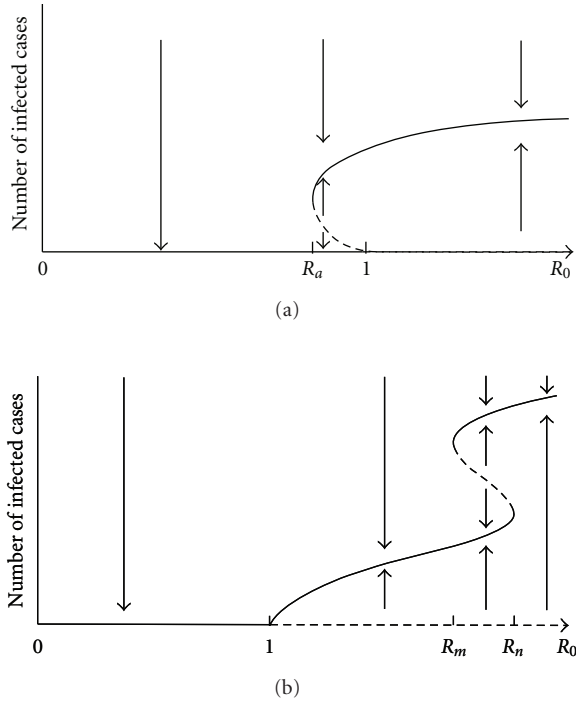 Number of infected cases
0
R_a
1
R_0
(a)
Number of infected cases
0
1
R_m
R_n
R_0
(b)